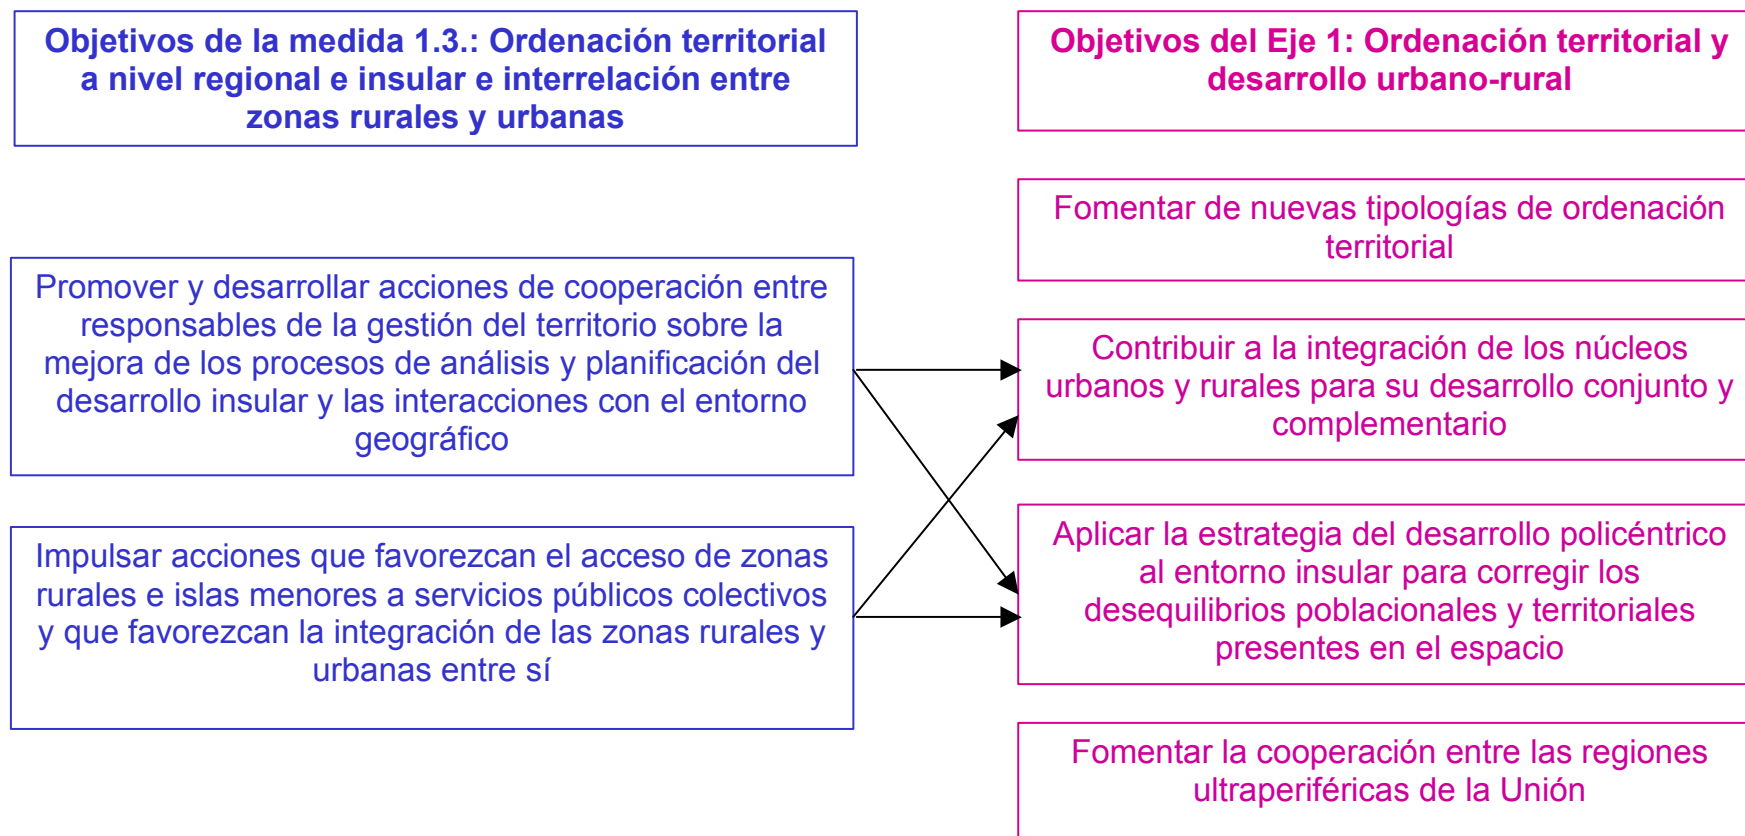 Objetivos de la medida 1.3.: Ordenación territorial
a nivel regional e insular e interrelación entre
zonas rurales y urbanas
Promover y desarrollar acciones de cooperación entre
responsables de la gestión del territorio sobre la
mejora de los procesos de análisis y planificación del
desarrollo insular y las interacciones con el entorno
geográfico
Impulsar acciones que favorezcan el acceso de zonas
rurales e islas menores a servicios públicos colectivos
y que favorezcan la integración de las zonas rurales y
urbanas entre sí
Objetivos del Eje 1: Ordenación territorial y
desarrollo urbano-rural
Fomentar de nuevas tipologías de ordenación
territorial
Contribuir a la integración de los núcleos
urbanos y rurales para su desarrollo conjunto y
complementario
Aplicar la estrategia del desarrollo policéntrico
al entorno insular para corregir los
desequilibrios poblacionales y territoriales
presentes en el espacio
Fomentar la cooperación entre las regiones
ultraperiféricas de la Unión